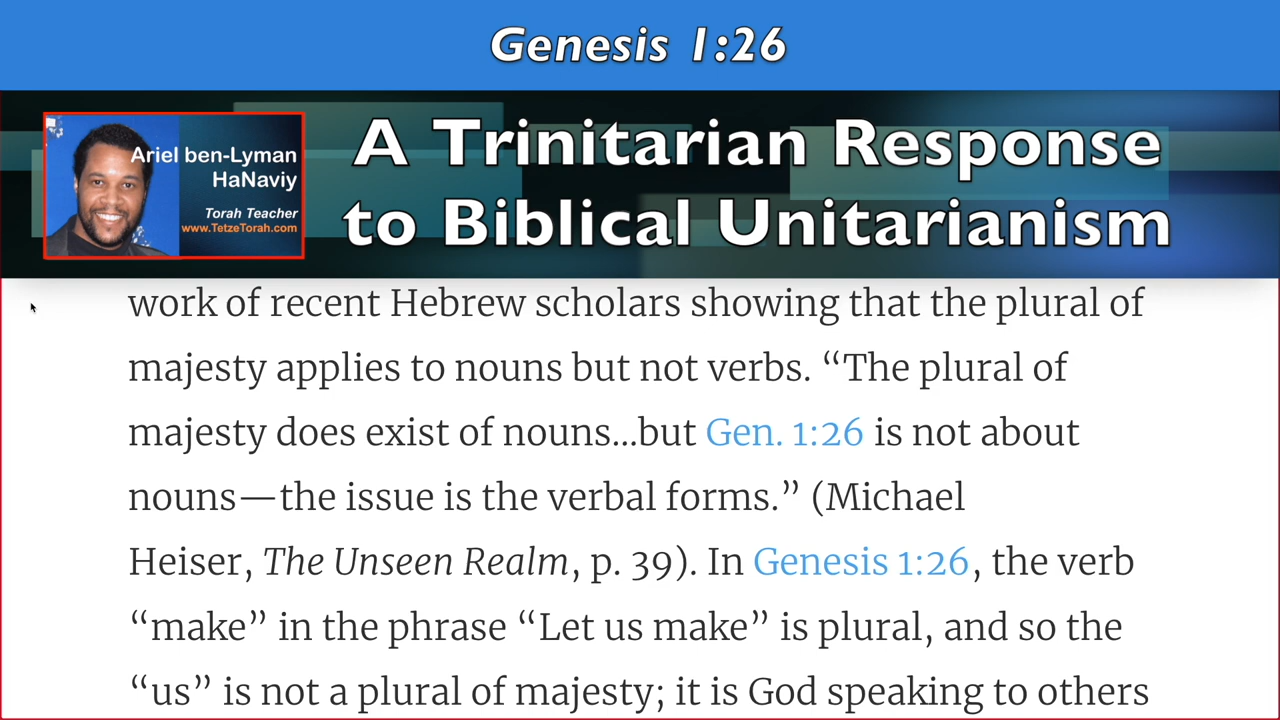 Genesis 1:26
Ariel ben-Lyman
HaNaviy
Torah Teacher
www.TetzeTorah.com
A Trinitarian Response
to Biblical Unitarianism
work of recent Hebrew scholars showing that the plural of
majesty applies to nouns but not verbs. “The plural of
majesty does exist of nouns...but Gen. 1:26 is not about
nouns—the issue is the verbal forms.” (Michael
Heiser, The Unseen Realm, p. 39). In Genesis 1:26, the verb
“make” in the phrase “Let us make” is plural, and so the
“us” is not a plural of majesty; it is God speaking to others